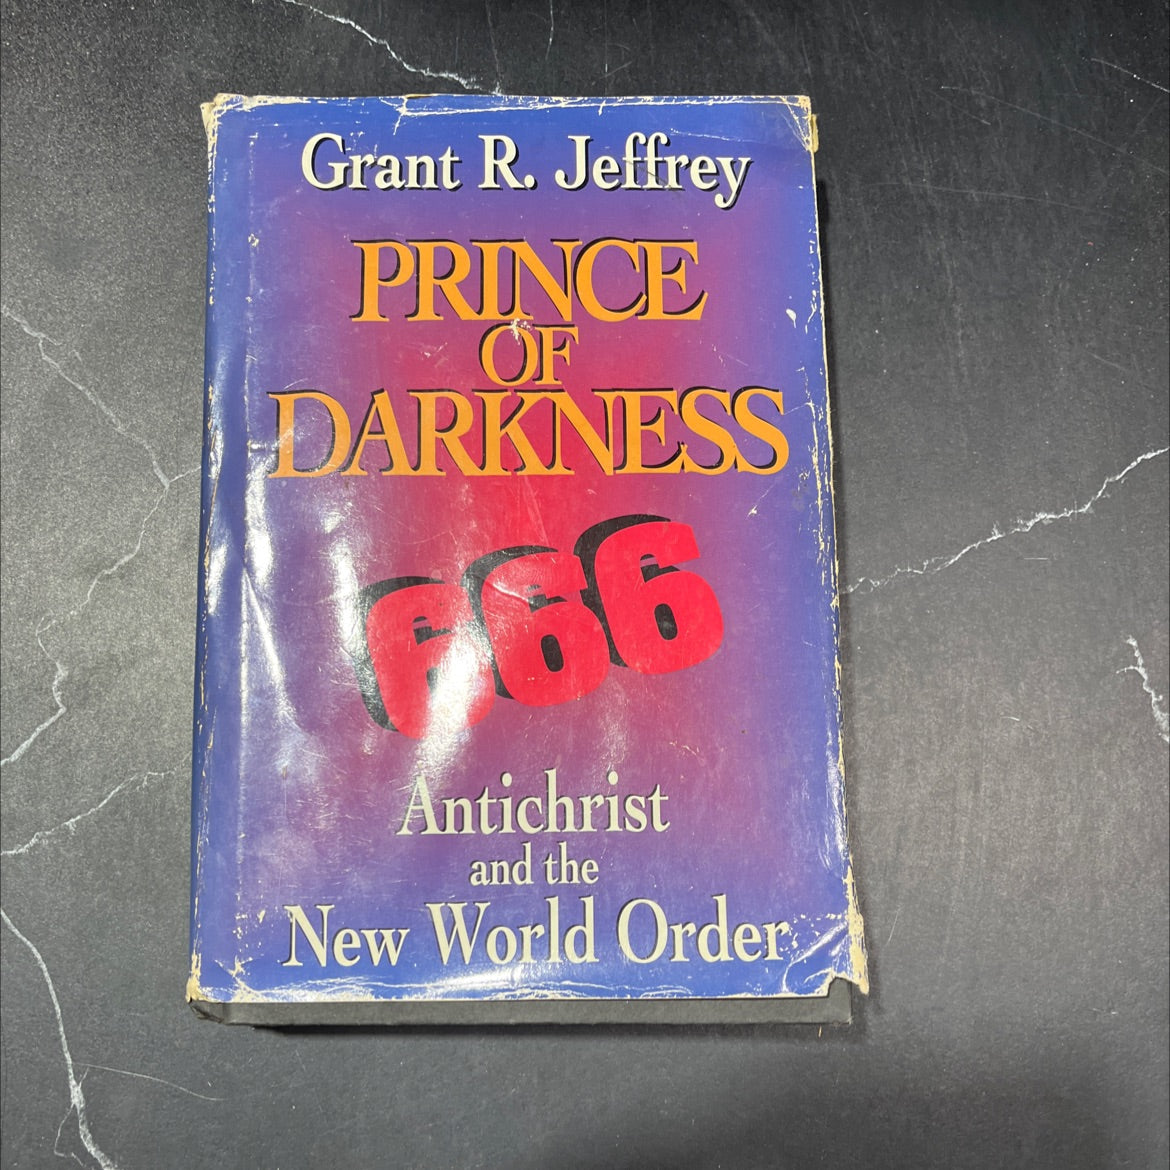 Grant R. Jeffrey
PRINCE
OF
DARKNESS
666
Antichrist
and the
New World Order